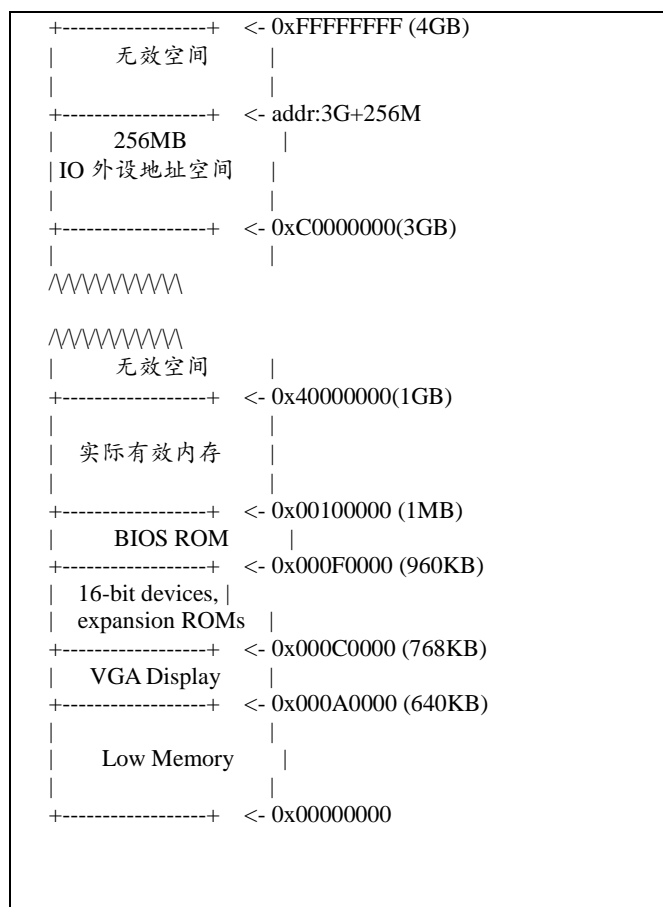 +------------------+ <- 0xFFFFFFFF (4GB)
| 无效空间 |
| |
+------------------+ <- addr:3G+256M
| 256MB |
| IO 外设地址空间 |
| |
+------------------+ <- 0xC0000000(3GB)
| |
/\/\/\/\/\/\/\/\/\/\
/\/\/\/\/\/\/\/\/\/\
| 无效空间 |
+------------------+ <- 0x40000000(1GB)
| |
| 实际有效内存 |
| |
+------------------+ <- 0x00100000 (1MB)
| BIOS ROM |
+------------------+ <- 0x000F0000 (960KB)
| 16-bit devices, |
| expansion ROMs |
+------------------+ <- 0x000C0000 (768KB)
| VGA Display |
+------------------+ <- 0x000A0000 (640KB)
| |
| Low Memory |
| |
+------------------+ <- 0x00000000